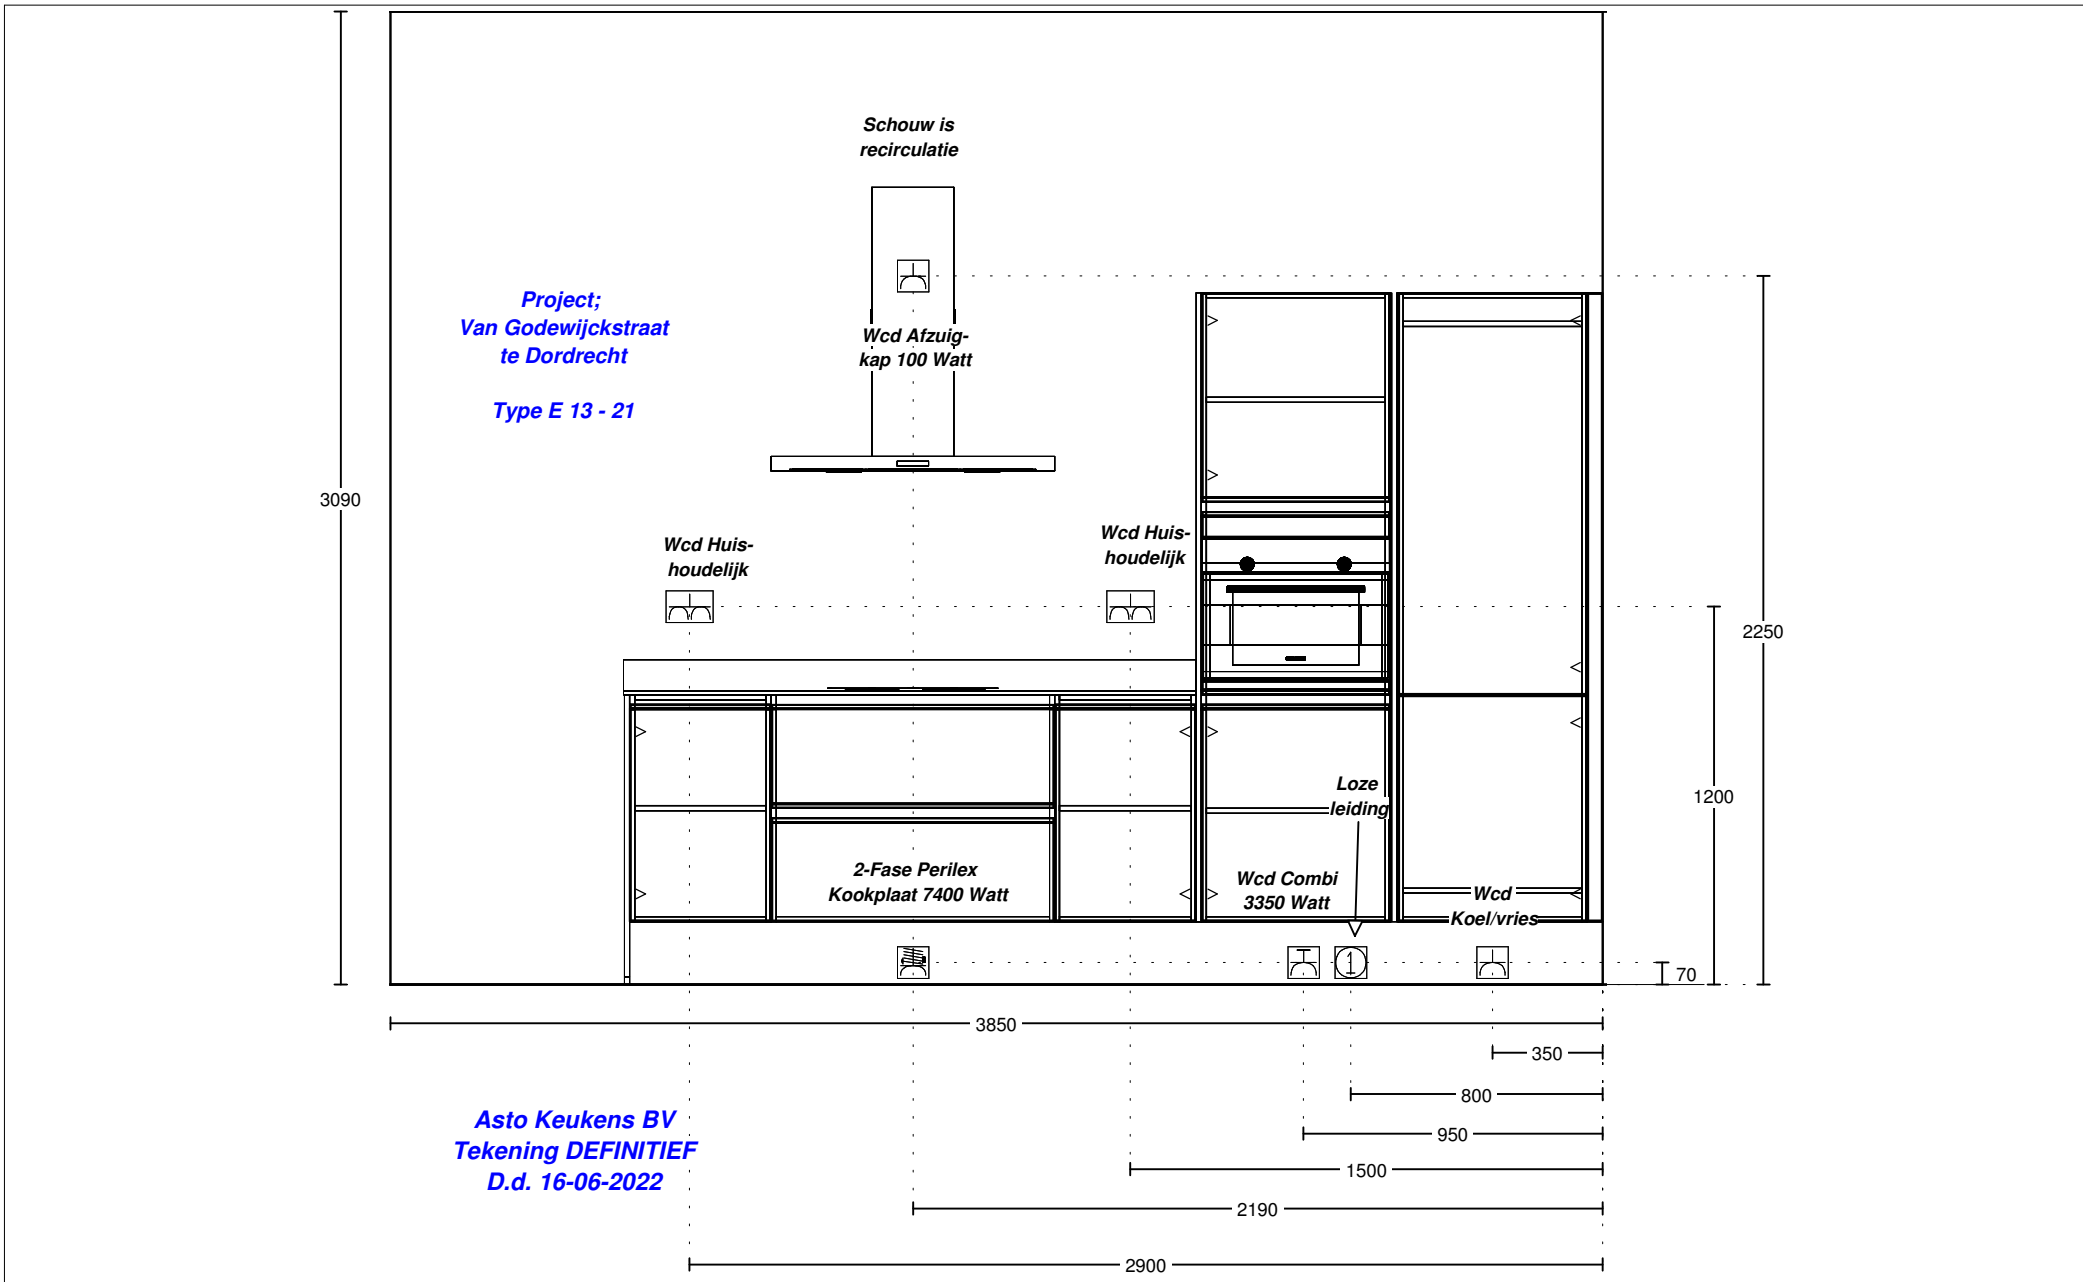 Schouw is
recirculatie
Project;
Van Godewijckstraat
te Dordrecht
Type E 13 - 21
Wcd Afzuig-
kap 100 Watt
3090
Wcd Huis-
houdelijk
Wcd Huis-
houdelijk
2250
1200
Loze
leiding
2-Fase Perilex
Kookplaat 7400 Watt
Wcd Combi
3350 Watt
Wcd
Koel/vries
1
70
3850
350
800
950
1500
2190
2900
Asto Keukens BV
Tekening DEFINITIEF
D.d. 16-06-2022